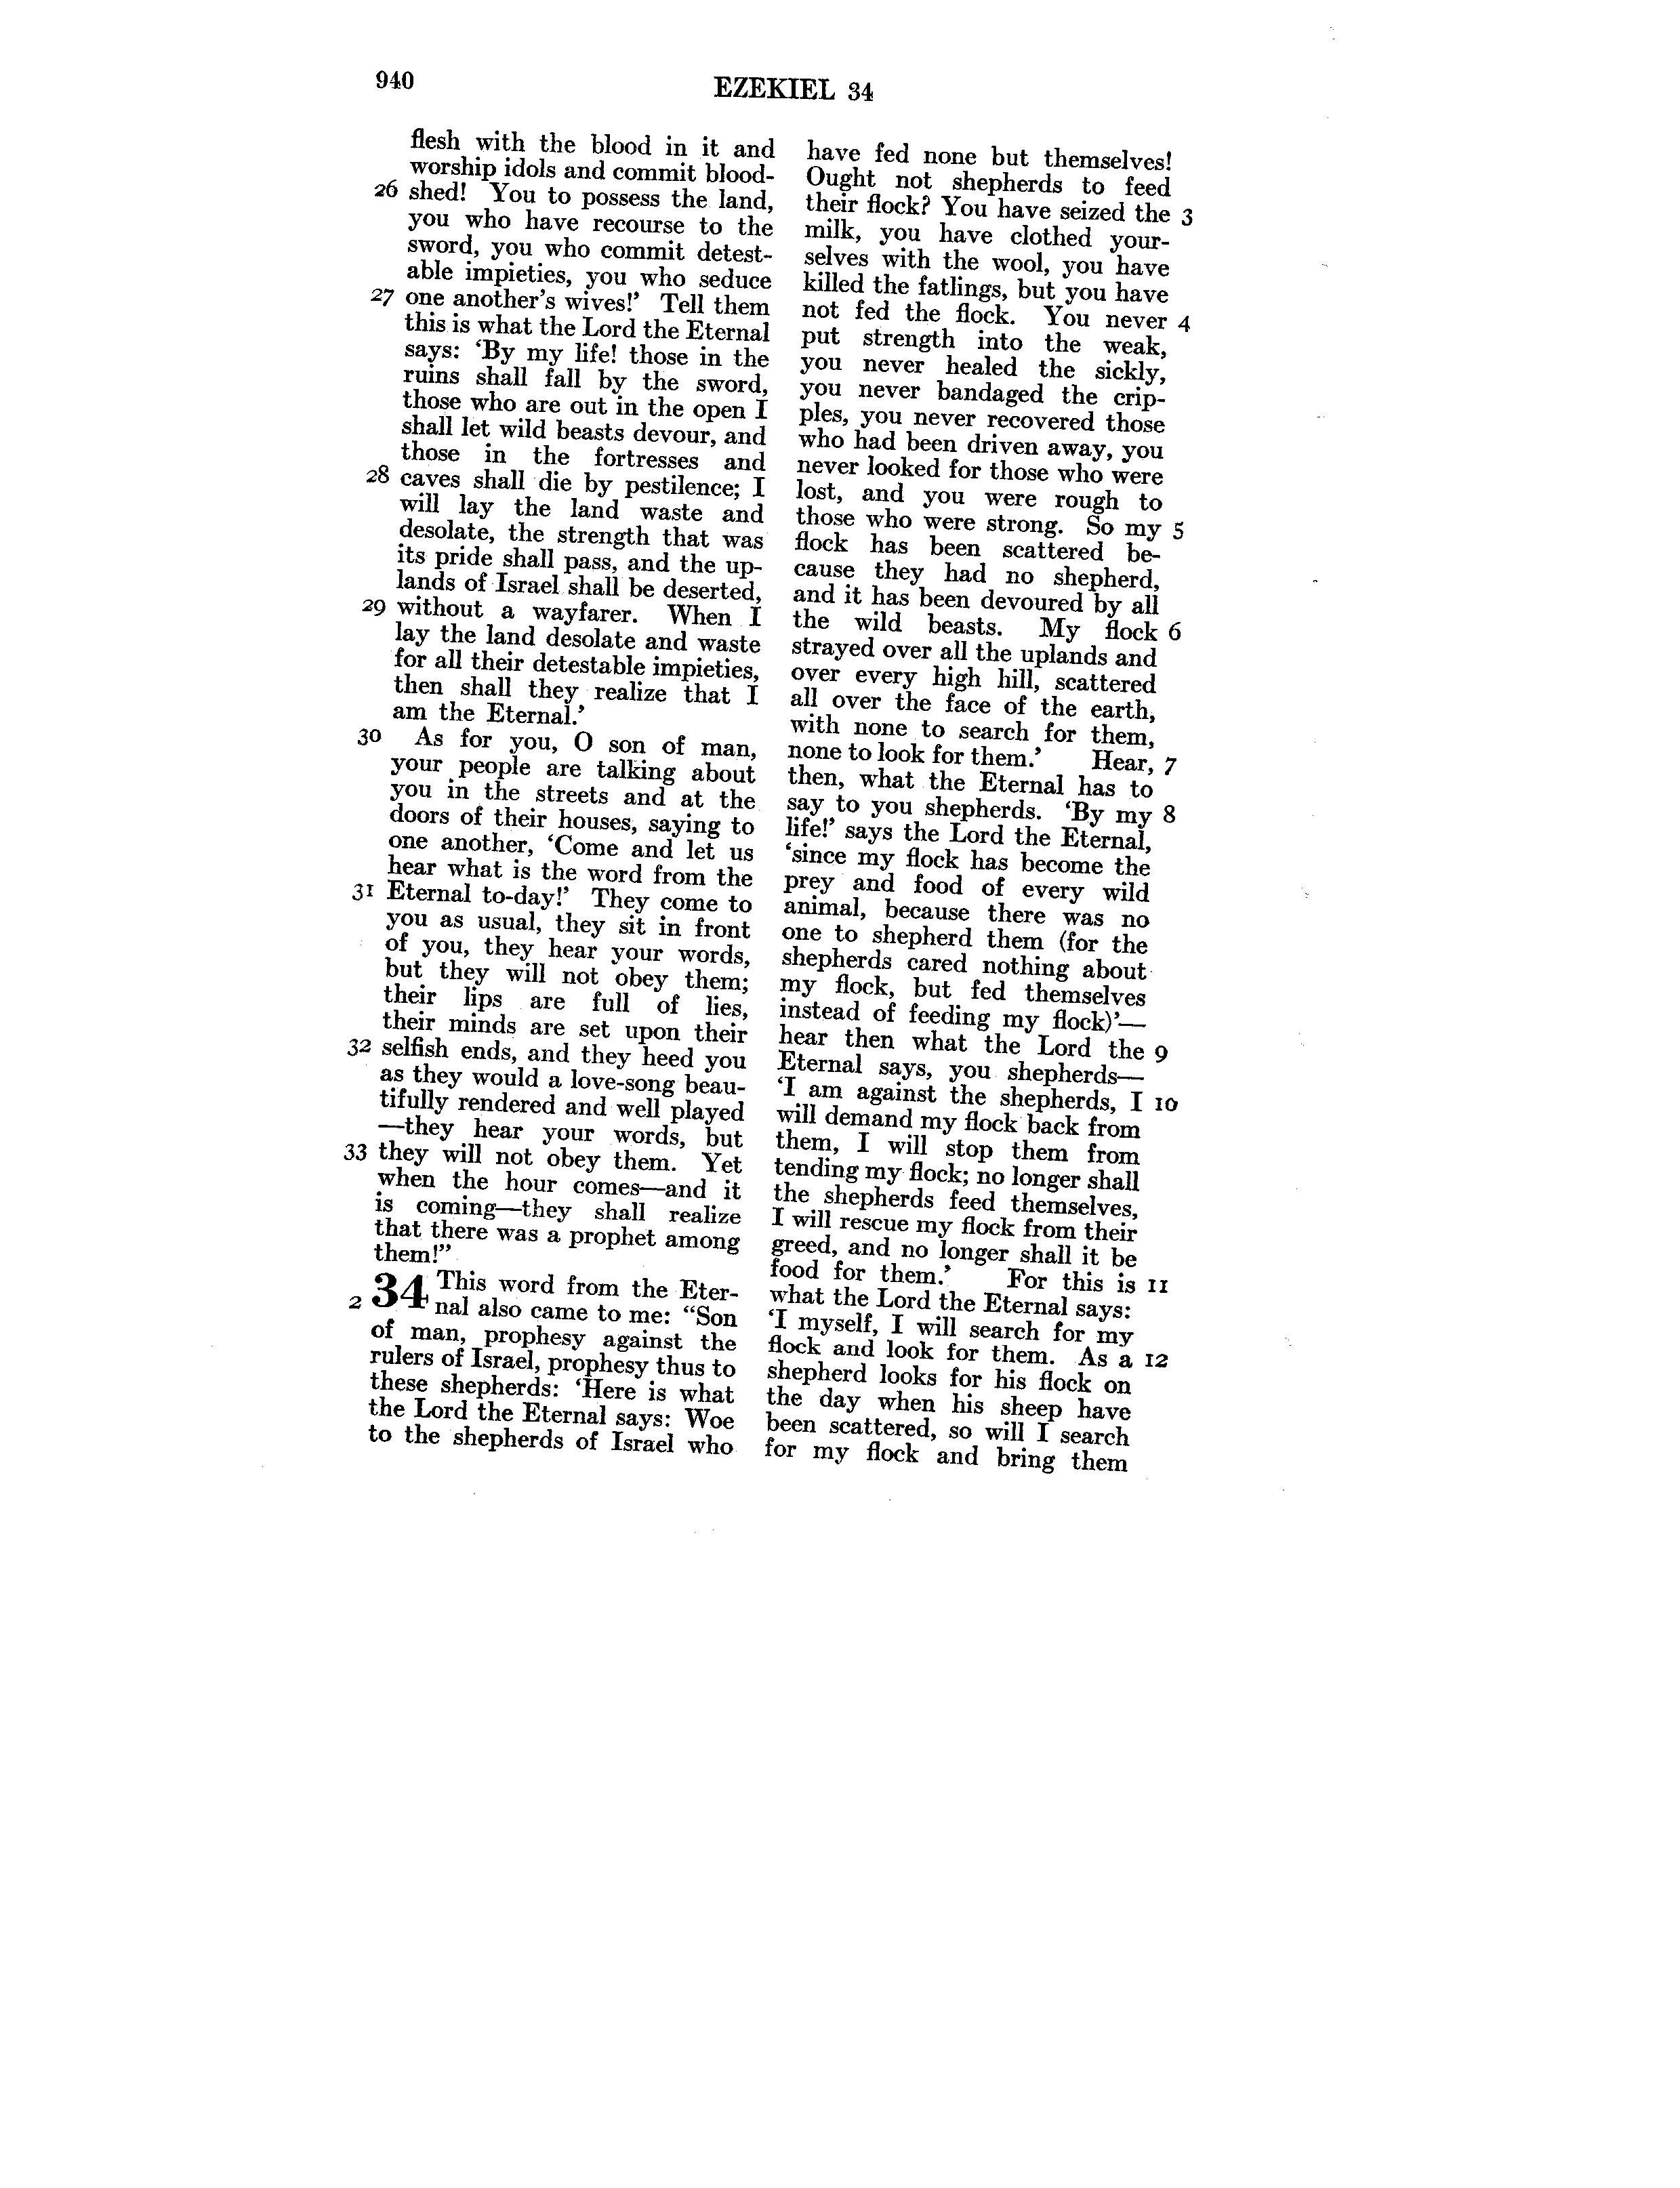 940
EZEKIEL 34
flesh with the blood in it and
worship idols and commit blood-
26 shed! You to possess the land,
you who have recourse to the
sword, you who commit detest-
able impieties, you who seduce
27 one another's wives!' Tell them
this is what the Lord the Eternal
says: 'By my life! those in the
ruins shall fall by the sword,
those who are out in the open I
shall let wild beasts devour, and
those in the fortresses and
28 caves shall die by pestilence; I
will lay the land waste and
desolate, the strength that was
its pride shall pass, and the up-
lands of Israel shall be deserted,
29 without a wayfarer. When I
lay the land desolate and waste
for all their detestable impieties,
then shall they realize that I
am the Eternal.'
30 As for you, O son of man,
your people are talking about
you in the streets and at the
doors of their houses, saying to
one another, 'Come and let us
hear what is the word from the
31 Eternal to-day!' They come to
you as usual, they sit in front
of you, they hear your words,
but they will not obey them;
their lips are full of lies,
their minds are set upon their
32 selfish ends, and they heed you
as they would a love-song beau-
tifully rendered and well played
—they hear your words, but
33 they will not obey them. Yet
when the hour comes—and it
is coming—they shall realize
that there was a prophet among
them!"
34 This word from the Eter-
2 nal also came to me: "Son
of man, prophesy against the
rulers of Israel, prophesy thus to
these shepherds: 'Here is what
the Lord the Eternal says: Woe
to the shepherds of Israel who
have fed none but themselves!
Ought not shepherds to feed
their flock? You have seized the 3
milk, you have clothed your-
selves with the wool, you have
killed the fatlings, but you have
not fed the flock. You never 4
put strength into the weak,
you never healed the sickly,
you never bandaged the crip-
ples, you never recovered those
who had been driven away, you
never looked for those who were
lost, and you were rough to
those who were strong. So my 5
flock has been scattered be-
cause they had no shepherd,
and it has been devoured by all
the wild beasts. My flock 6
strayed over all the uplands and
over every high hill, scattered
all over the face of the earth,
with none to search for them,
none to look for them.' Hear, 7
then, what the Eternal has to
say to you shepherds. 'By my 8
life!' says the Lord the Eternal,
'since my flock has become the
prey and food of every wild
animal, because there was no
one to shepherd them (for the
shepherds cared nothing about
my flock, but fed themselves
instead of feeding my flock)'—
hear then what the Lord the 9
Eternal says, you shepherds—
'I am against the shepherds, I 10
will demand my flock back from
them, I will stop them from
tending my flock; no longer shall
the shepherds feed themselves,
I will rescue my flock from their
greed, and no longer shall it be
food for them.' For this is 11
what the Lord the Eternal says:
'I myself, I will search for my
flock and look for them. As a 12
shepherd looks for his flock on
the day when his sheep have
been scattered, so will I search
for my flock and bring them